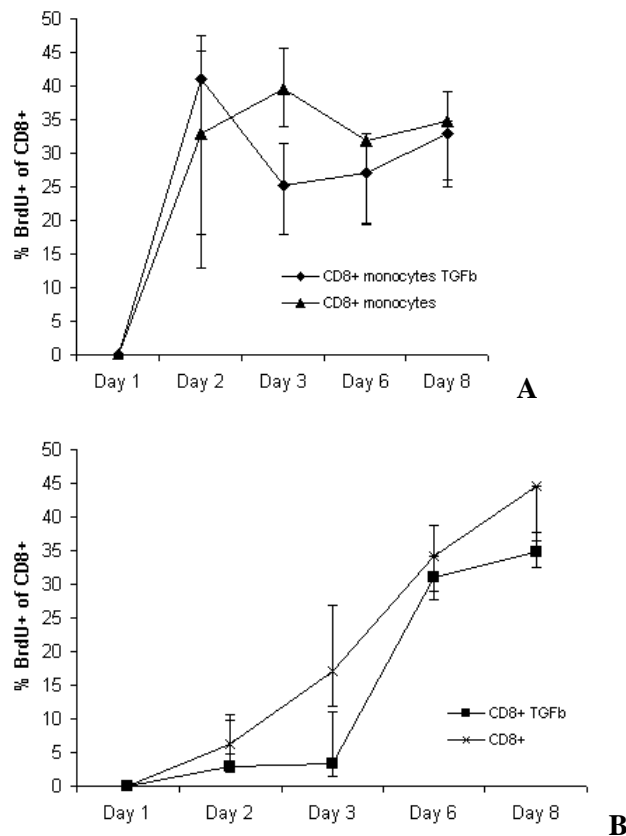 50
45
40
35
30
25
20
15
10
5
0
% BrdU+ of CD8+
CD8+ monocytes TGFb
CD8+ monocytes
Day 1 Day 2 Day 3 Day 6 Day 8
A
50
45
40
35
30
25
20
15
10
5
0
% BrdU+ of CD8+
CD8+ TGFb
CD8+
Day 1 Day 2 Day 3 Day 6 Day 8
B